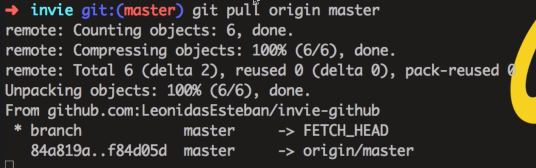 ➜ invie git:(master) git pull origin master
remote: Counting objects: 6, done.
remote: Compressing objects: 100% (6/6), done.
remote: Total 6 (delta 2), reused 0 (delta 0), pack-reused 0
Unpacking objects: 100% (6/6), done.
From github.com:LeonidasEsteban/invie-github
* branch master -> FETCH_HEAD
84a819a..f84d05d master -> origin/master